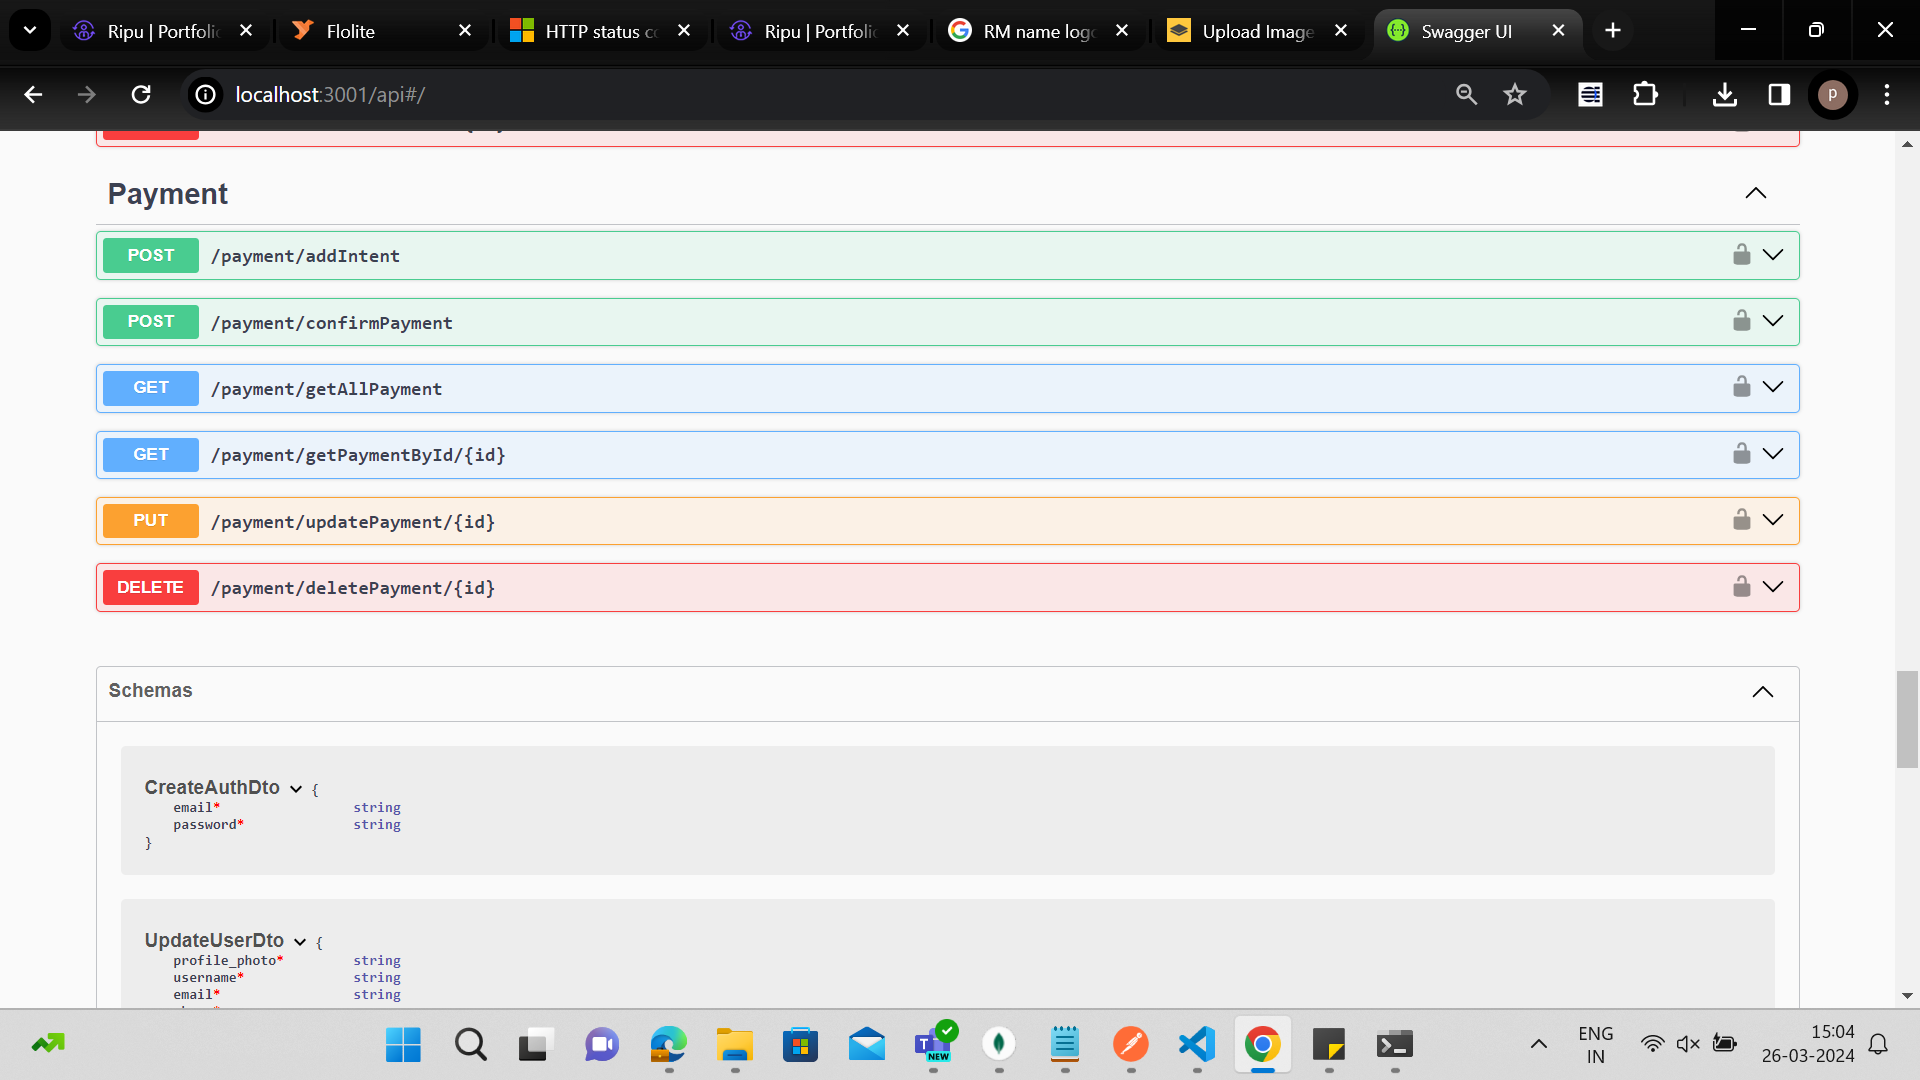 Ripu | Portfolio
Flolite
HTTP status co
Ripu | Portfolio
RM name logo
Upload Image
Swagger UI
localhost:3001/api#/
p
Payment
POST /payment/addIntent
POST /payment/confirmPayment
GET /payment/getAllPayment
GET /payment/getPaymentById/{id}
PUT /payment/updatePayment/{id}
DELETE /payment/deletePayment/{id}
Schemas
CreateAuthDto {
email* string
password* string
}
UpdateUserDto {
profile_photo* string
username* string
email* string
T
NEW
ENG
IN
15:04
26-03-2024